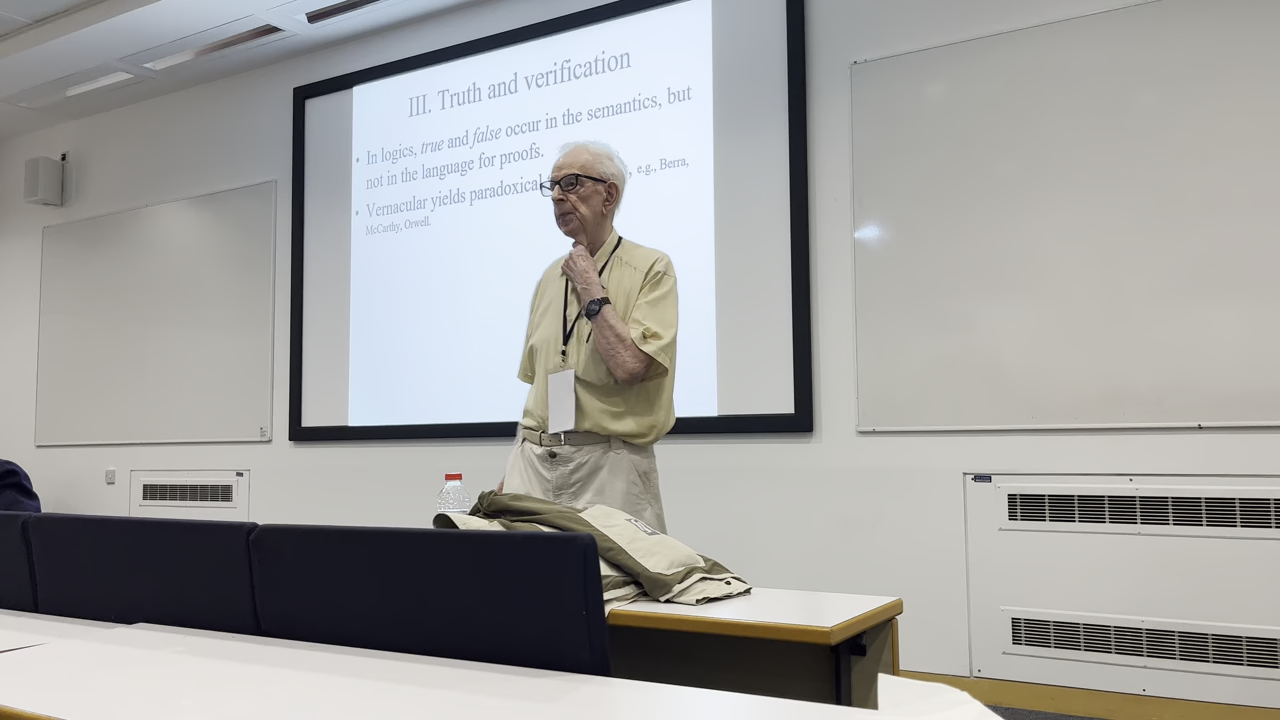 III. Truth and verification
• In logics, true and false occur in the semantics, but
not in the language for proofs.
• Vernacular yields paradoxical , e.g., Berra,
McCarthy, Orwell.